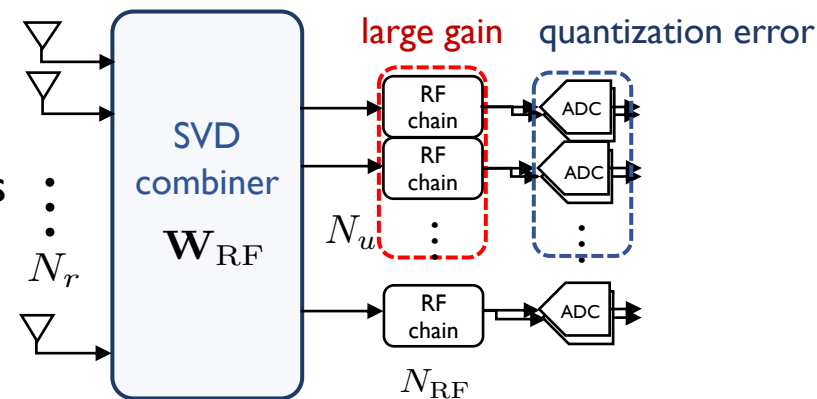 large gain quantization error
RF
chain
ADC
SVD
combiner
W_RF
RF
chain
ADC
s
N_r
N_u
RF
chain
ADC
N_RF